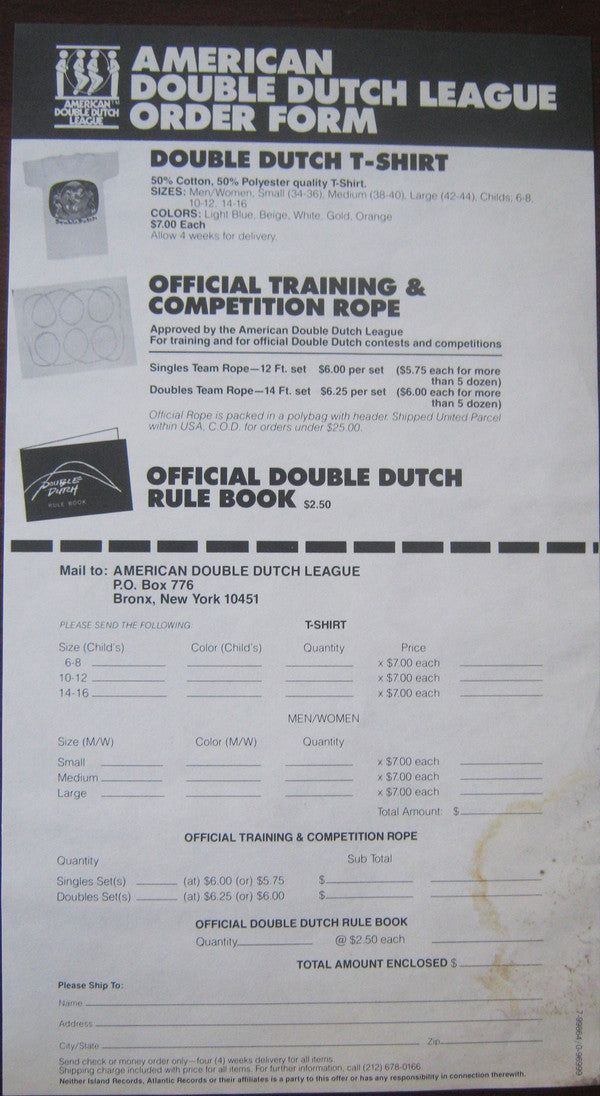 AMERICAN
DOUBLE DUTCH LEAGUE
ORDER FORM
AMERICAN™
DOUBLE DUTCH
LEAGUE
DOUBLE DUTCH T-SHIRT
50% Cotton, 50% Polyester quality T-Shirt.
SIZES: Men/Women, Small (34-36), Medium (38-40), Large (42-44), Childs, 6-8,
10-12, 14-16
COLORS: Light Blue, Beige, White, Gold, Orange
$7.00 Each
Allow 4 weeks for delivery.
Double Dutch
OFFICIAL TRAINING &
COMPETITION ROPE
Approved by the American Double Dutch League
For training and for official Double Dutch contests and competitions
Singles Team Rope—12 Ft. set $6.00 per set ($5.75 each for more
than 5 dozen)
Doubles Team Rope—14 Ft. set $6.25 per set ($6.00 each for more
than 5 dozen)
Official Rope is packed in a polybag with header. Shipped United Parcel
within USA, C.O.D. for orders under $25.00.
DOUBLE
DUTCH
RULE BOOK
OFFICIAL DOUBLE DUTCH
RULE BOOK $2.50
Mail to: AMERICAN DOUBLE DUTCH LEAGUE
P.O. Box 776
Bronx, New York 10451
PLEASE SEND THE FOLLOWING: T-SHIRT
Size (Child's) Color (Child's) Quantity Price
6-8 x $7.00 each
10-12 x $7.00 each
14-16 x $7.00 each
MEN/WOMEN
Size (M/W) Color (M/W) Quantity
Small x $7.00 each
Medium x $7.00 each
Large x $7.00 each
Total Amount: $
OFFICIAL TRAINING & COMPETITION ROPE
Quantity Sub Total
Singles Set(s) (at) $6.00 (or) $5.75 $
Doubles Set(s) (at) $6.25 (or) $6.00 $
OFFICIAL DOUBLE DUTCH RULE BOOK
Quantity @ $2.50 each
TOTAL AMOUNT ENCLOSED $
Please Ship To:
Name
Address
City/State Zip
Send check or money order only—four (4) weeks delivery for all items.
Shipping charge included with price for all items. For further information, call (212) 678-0166
Neither Island Records, Atlantic Records or their affiliates is a party to this offer or has any responsibility in connection therewith.